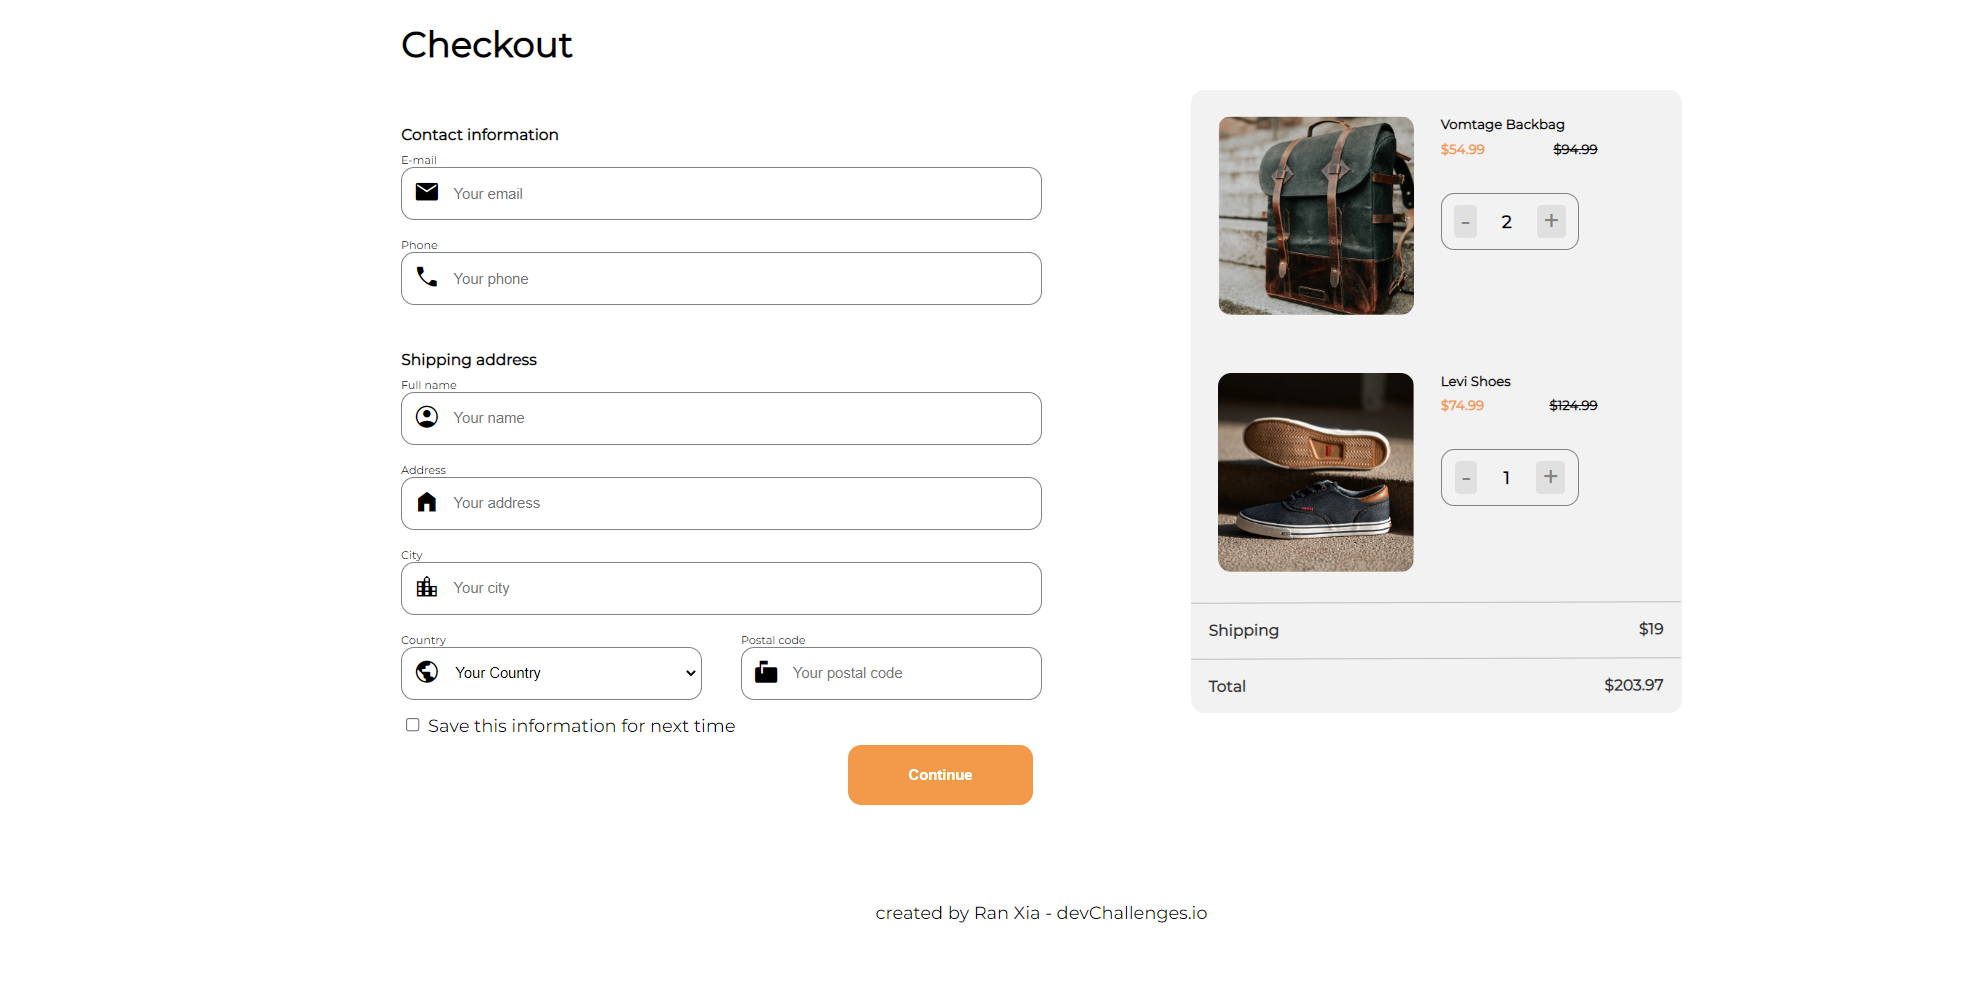 Checkout
Contact information
E-mail
Your email
Phone
Your phone
Shipping address
Full name
Your name
Address
Your address
City
Your city
Country
Your Country
Postal code
Your postal code
Save this information for next time
Continue
Vomtage Backbag
$54.99 $94.99
- 2 +
Levi Shoes
$74.99 $124.99
- 1 +
Shipping $19
Total $203.97
created by Ran Xia - devChallenges.io